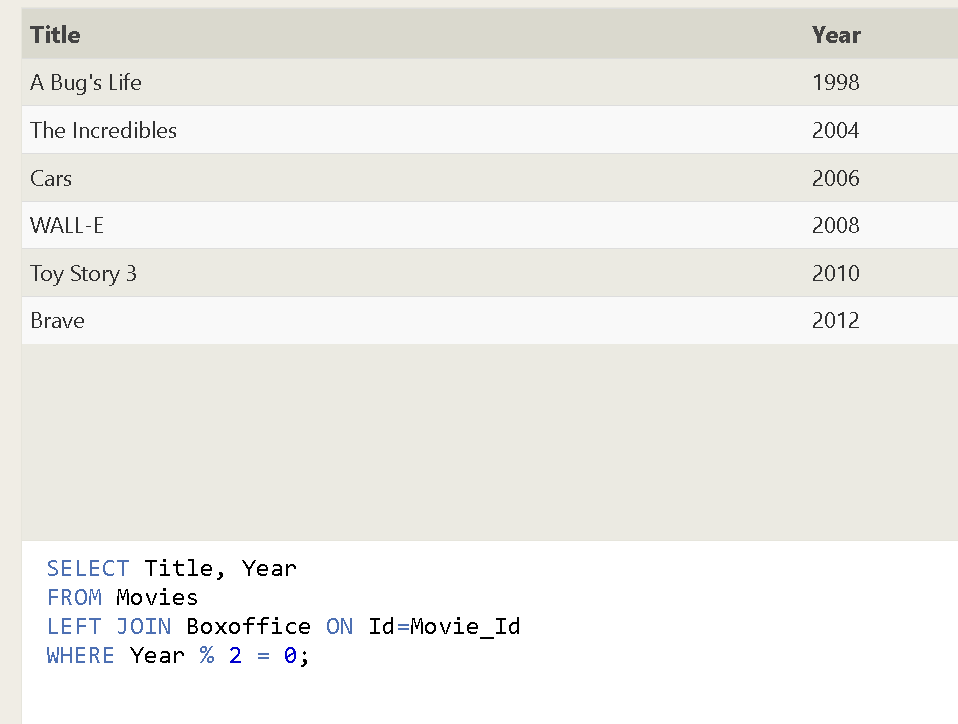 Title Year
A Bug's Life 1998
The Incredibles 2004
Cars 2006
WALL-E 2008
Toy Story 3 2010
Brave 2012
SELECT Title, Year
FROM Movies
LEFT JOIN Boxoffice ON Id=Movie_Id
WHERE Year % 2 = 0;